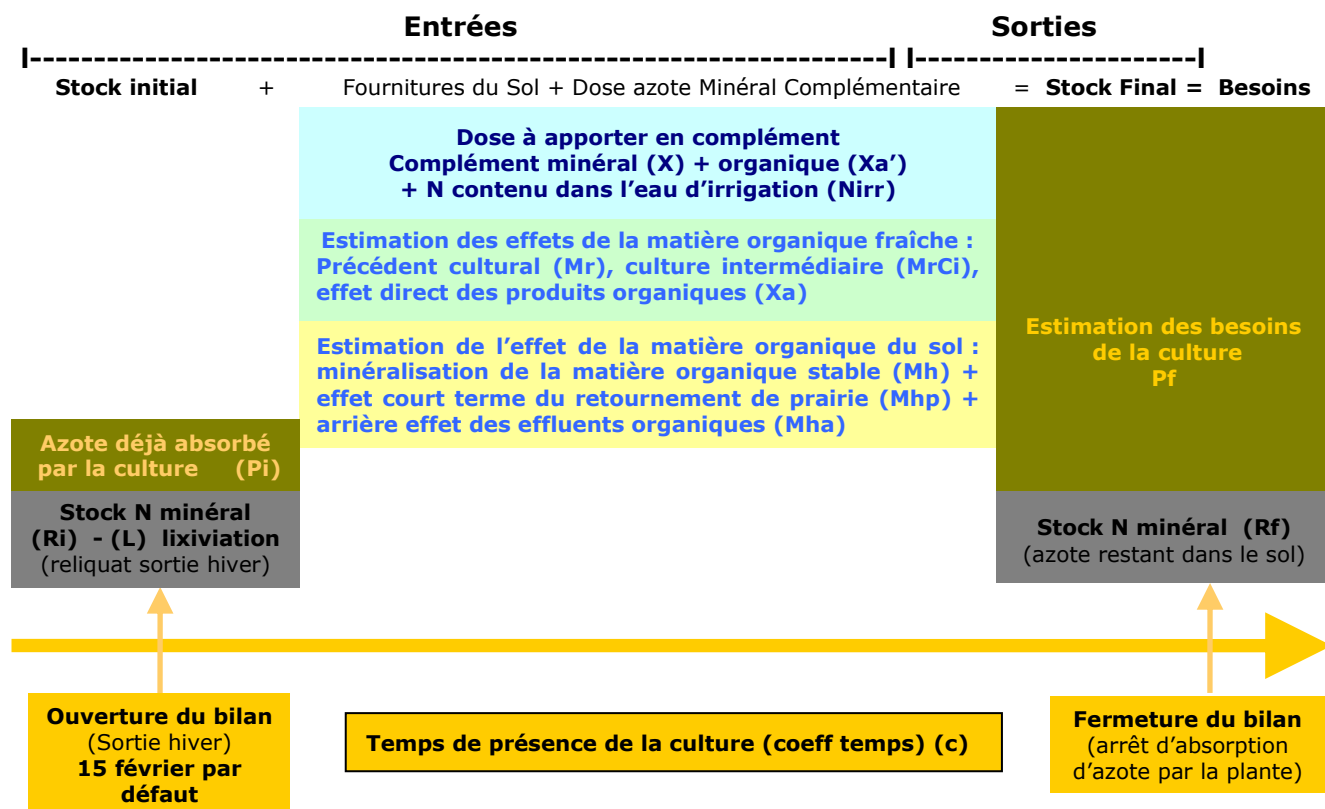 Entrées Sorties
|----------------------------------------------------------------| |---------------------|
Stock initial + Fournitures du Sol + Dose azote Minéral Complémentaire = Stock Final = Besoins
Dose à apporter en complément
Complément minéral (X) + organique (Xa’)
+ N contenu dans l’eau d’irrigation (Nirr)
Estimation des effets de la matière organique fraîche :
Précédent cultural (Mr), culture intermédiaire (MrCi),
effet direct des produits organiques (Xa)
Estimation de l’effet de la matière organique du sol :
minéralisation de la matière organique stable (Mh) +
effet court terme du retournement de prairie (Mhp) +
arrière effet des effluents organiques (Mha)
Estimation des besoins
de la culture
Pf
Azote déjà absorbé
par la culture (Pi)
Stock N minéral
(Ri) - (L) lixiviation
(reliquat sortie hiver)
Stock N minéral (Rf)
(azote restant dans le sol)
Ouverture du bilan
(Sortie hiver)
15 février par
défaut
Temps de présence de la culture (coeff temps) (c)
Fermeture du bilan
(arrêt d’absorption
d’azote par la plante)